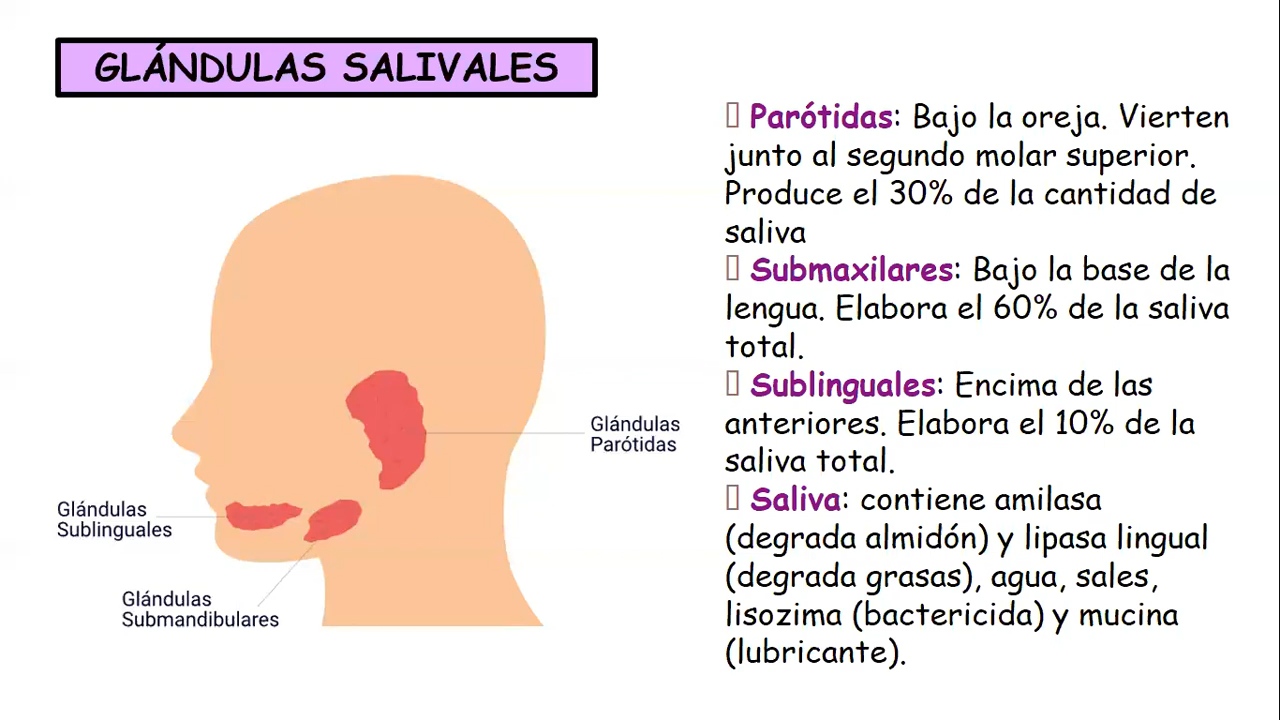 GLÁNDULAS SALIVALES
Parótidas: Bajo la oreja. Vierten
junto al segundo molar superior.
Produce el 30% de la cantidad de
saliva
Submaxilares: Bajo la base de la
lengua. Elabora el 60% de la saliva
total.
Sublinguales: Encima de las
anteriores. Elabora el 10% de la
saliva total.
Saliva: contiene amilasa
(degrada almidón) y lipasa lingual
(degrada grasas), agua, sales,
lisozima (bactericida) y mucina
(lubricante).
Glándulas
Parótidas
Glándulas
Sublinguales
Glándulas
Submandibulares